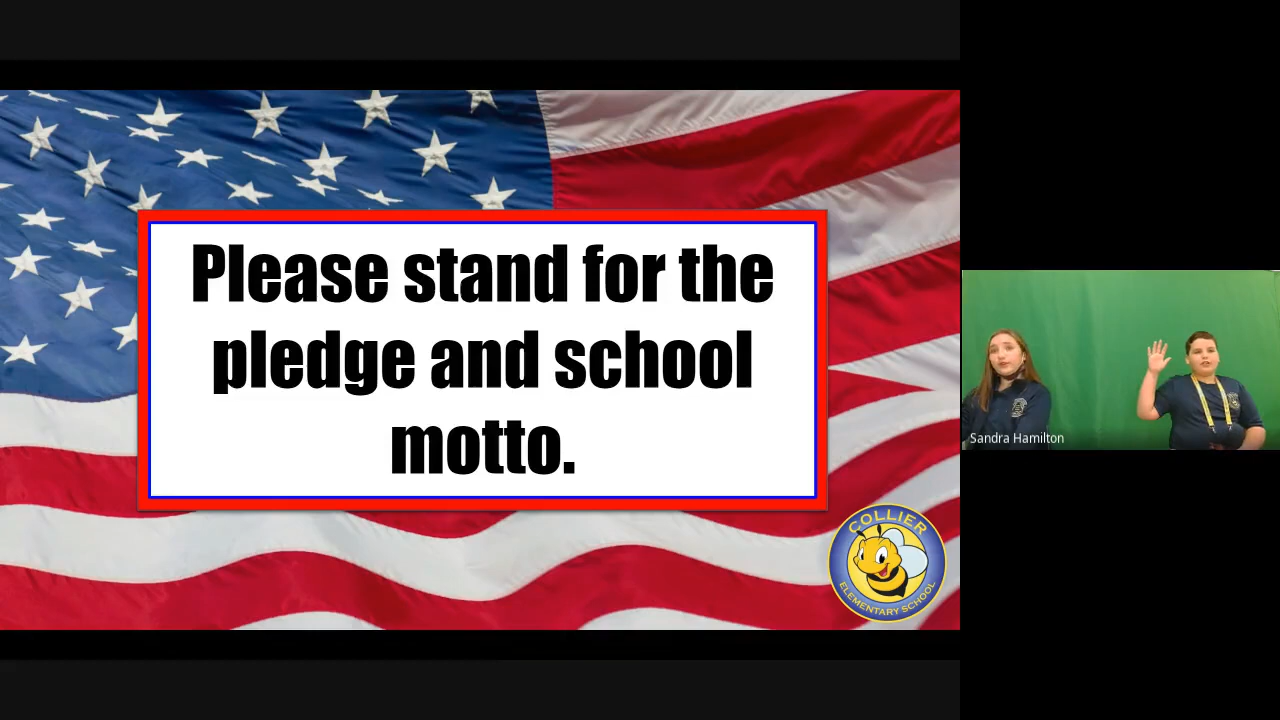 Please stand for the
pledge and school
motto.
COLLIER
ELEMENTARY SCHOOL
Sandra Hamilton